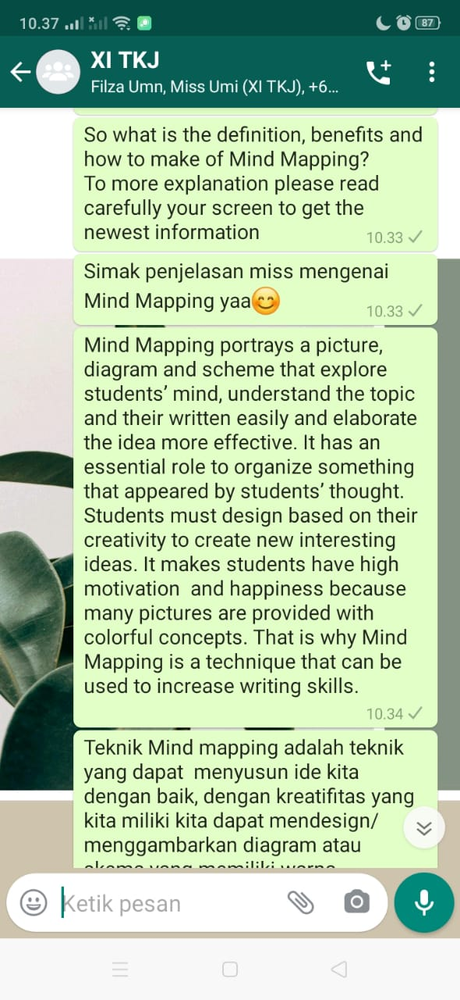 10.37
87
XI TKJ
Filza Umn, Miss Umi (XI TKJ), +6...
So what is the definition, benefits and
how to make of Mind Mapping?
To more explanation please read
carefully your screen to get the
newest information
10.33
Simak penjelasan miss mengenai
Mind Mapping yaa😊
10.33
Mind Mapping portrays a picture,
diagram and scheme that explore
students' mind, understand the topic
and their written easily and elaborate
the idea more effective. It has an
essential role to organize something
that appeared by students' thought.
Students must design based on their
creativity to create new interesting
ideas. It makes students have high
motivation  and happiness because
many pictures are provided with
colorful concepts. That is why Mind
Mapping is a technique that can be
used to increase writing skills.
10.34
Teknik Mind mapping adalah teknik
yang dapat  menyusun ide kita
dengan baik, dengan kreatifitas yang
kita miliki kita dapat mendesign/
menggambarkan diagram atau
skema yang memiliki warna
Ketik pesan